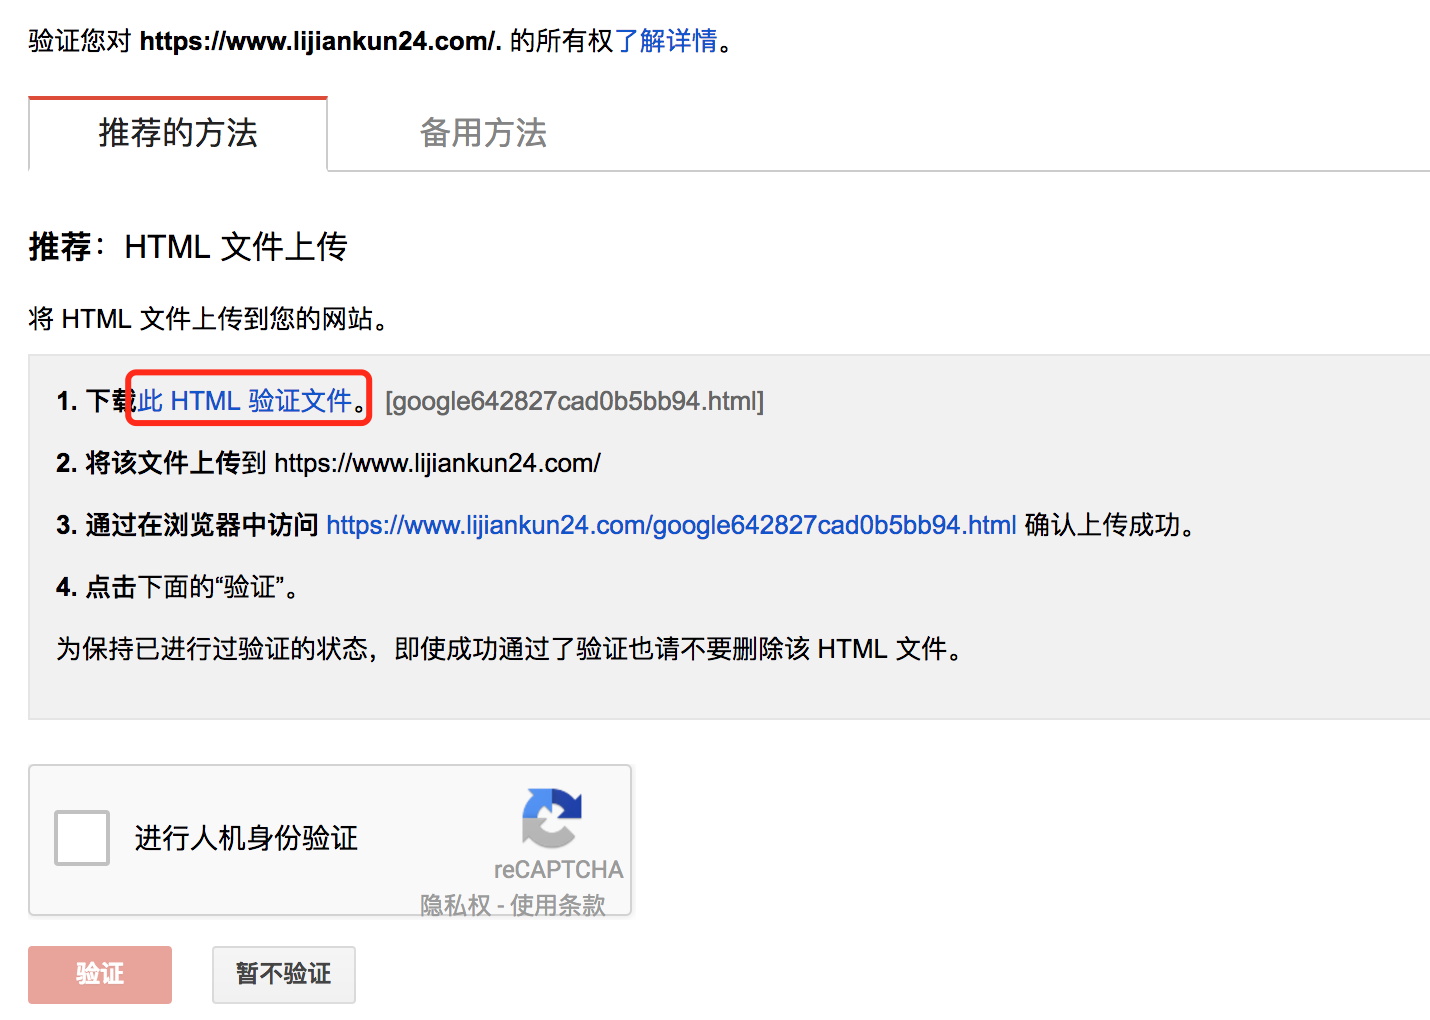 验证您对 https://www.lijiankun24.com/. 的所有权了解详情。
推荐的方法
备用方法
推荐：HTML 文件上传
将 HTML 文件上传到您的网站。
1. 下载此 HTML 验证文件。 [google642827cad0b5bb94.html]
2. 将该文件上传到 https://www.lijiankun24.com/
3. 通过在浏览器中访问 https://www.lijiankun24.com/google642827cad0b5bb94.html 确认上传成功。
4. 点击下面的“验证”。
为保持已进行过验证的状态，即使成功通过了验证也请不要删除该 HTML 文件。
进行人机身份验证
reCAPTCHA
隐私权 - 使用条款
验证
暂不验证